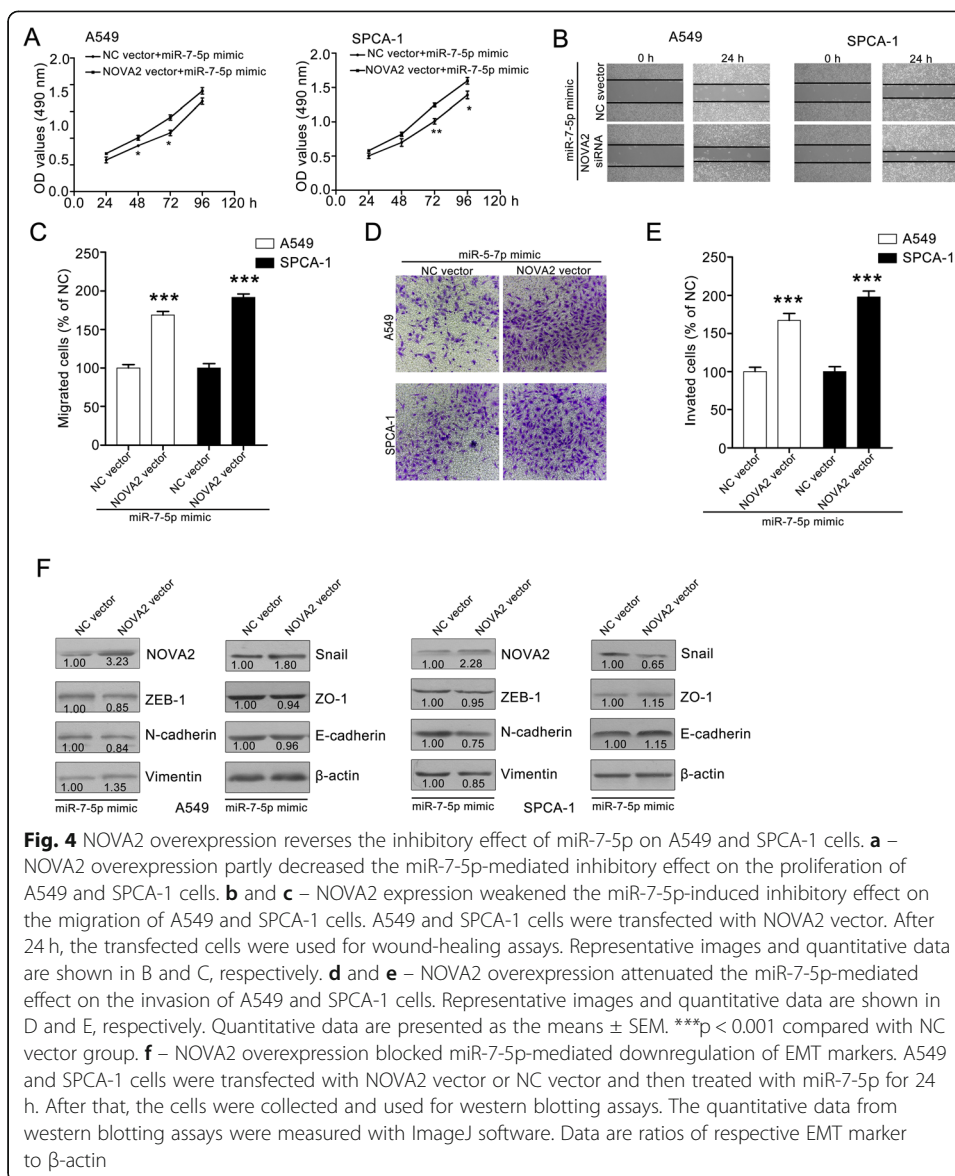 A
A549
NC vector+miR-7-5p mimic
NOVA2 vector+miR-7-5p mimic
OD values (490 nm)
2.0
1.5
1.0
0.5
0.0 24 48 72 96 120 h
* *
SPCA-1
NC vector+miR-7-5p mimic
NOVA2 vector+miR-7-5p mimic
OD values (490 nm)
2.0
1.5
1.0
0.5
0.0 24 48 72 96 120 h
** *
B
A549 SPCA-1
0 h 24 h 0 h 24 h
miR-7-5p mimic
NC svector
NOVA2
siRNA
C
A549
SPCA-1
Migrated cells (% of NC)
250
200
150
100
50
0
*** ***
NC vector NOVA2 vector NC vector NOVA2 vector
miR-7-5p mimic
D
miR-5-7p mimic
NC vector NOVA2 vector
A549
SPCA-1
E
A549
SPCA-1
Invated cells (% of NC)
250
200
150
100
50
0
*** ***
NC vector NOVA2 vector NC vector NOVA2 vector
miR-7-5p mimic
F
NC vector NOVA2 vector
1.00 3.23 NOVA2
1.00 0.85 ZEB-1
1.00 0.84 N-cadherin
1.00 1.35 Vimentin
miR-7-5p mimic
NC vector NOVA2 vector
1.00 1.80 Snail
1.00 0.94 ZO-1
1.00 0.96 E-cadherin
β-actin
miR-7-5p mimic
A549
NC vector NOVA2 vector
1.00 2.28 NOVA2
1.00 0.95 ZEB-1
1.00 0.75 N-cadherin
1.00 0.85 Vimentin
miR-7-5p mimic
NC vector NOVA2 vector
1.00 0.65 Snail
1.00 1.15 ZO-1
1.00 1.15 E-cadherin
β-actin
miR-7-5p mimic
SPCA-1
Fig. 4 NOVA2 overexpression reverses the inhibitory effect of miR-7-5p on A549 and SPCA-1 cells. a –
NOVA2 overexpression partly decreased the miR-7-5p-mediated inhibitory effect on the proliferation of
A549 and SPCA-1 cells. b and c – NOVA2 expression weakened the miR-7-5p-induced inhibitory effect on
the migration of A549 and SPCA-1 cells. A549 and SPCA-1 cells were transfected with NOVA2 vector. After
24 h, the transfected cells were used for wound-healing assays. Representative images and quantitative data
are shown in B and C, respectively. d and e – NOVA2 overexpression attenuated the miR-7-5p-mediated
effect on the invasion of A549 and SPCA-1 cells. Representative images and quantitative data are shown in
D and E, respectively. Quantitative data are presented as the means ± SEM. ***p < 0.001 compared with NC
vector group. f – NOVA2 overexpression blocked miR-7-5p-mediated downregulation of EMT markers. A549
and SPCA-1 cells were transfected with NOVA2 vector or NC vector and then treated with miR-7-5p for 24
h. After that, the cells were collected and used for western blotting assays. The quantitative data from
western blotting assays were measured with ImageJ software. Data are ratios of respective EMT marker
to β-actin